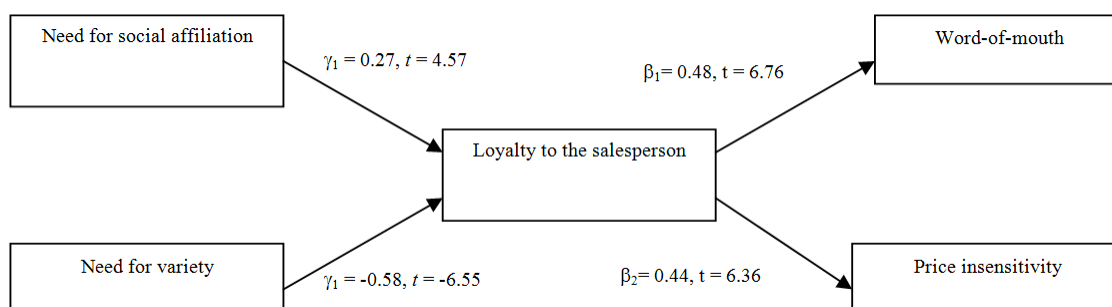 Need for social affiliation
Word-of-mouth
γ₁ = 0.27, t = 4.57
β₁= 0.48, t = 6.76
Loyalty to the salesperson
Need for variety
Price insensitivity
γ₁ = -0.58, t = -6.55
β₂= 0.44, t = 6.36